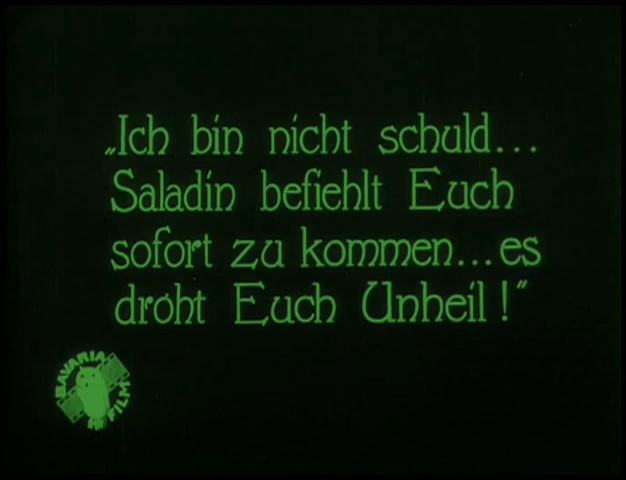 „Ich bin nicht schuld...
Saladin befiehlt Euch
sofort zu kommen...es
droht Euch Unheil!"
BAVARIA
FILM